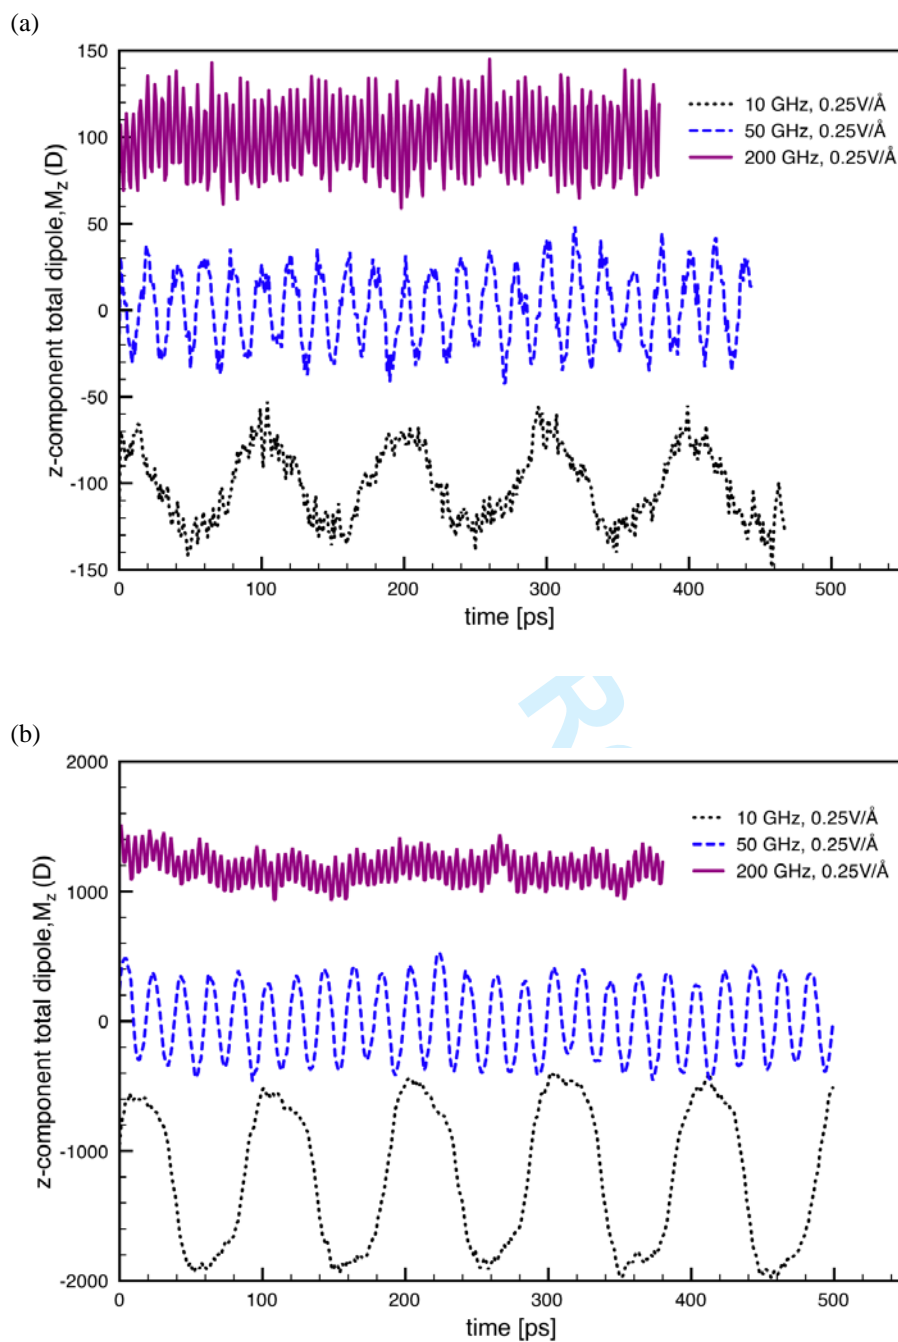 (a)
150
100
50
0
-50
-100
-150
z-component total dipole,M_z (D)
10 GHz, 0.25V/Å
50 GHz, 0.25V/Å
200 GHz, 0.25V/Å
0 100 200 300 400 500
time [ps]
(b)
2000
1000
0
-1000
-2000
z-component total dipole,M_z (D)
10 GHz, 0.25V/Å
50 GHz, 0.25V/Å
200 GHz, 0.25V/Å
0 100 200 300 400 500
time [ps]